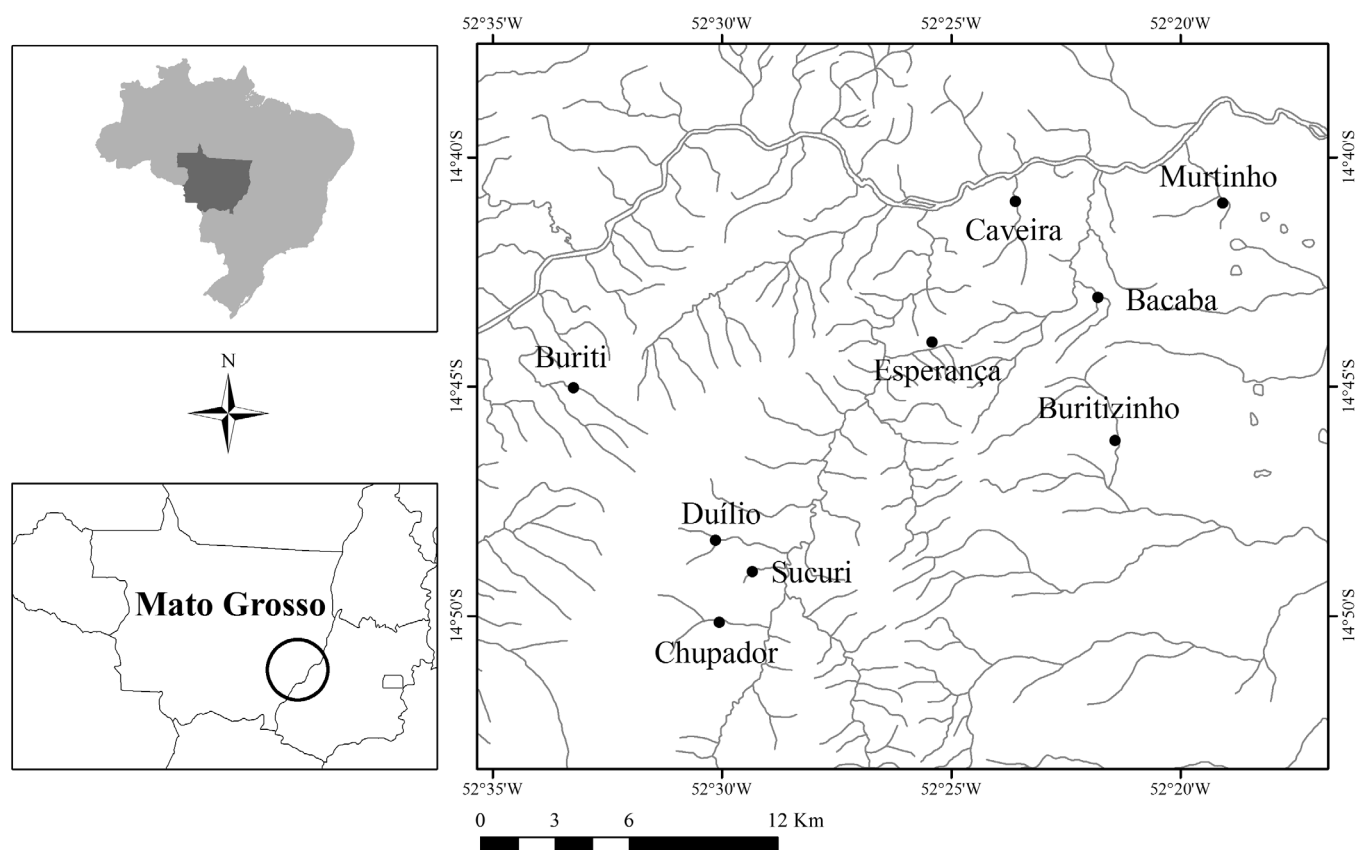 52°35'W 52°30'W 52°25'W 52°20'W
14°40'S 14°40'S
Murtinho
Caveira
Bacaba
N
Buriti
Esperança
14°45'S 14°45'S
Buritizinho
Duílio
Sucuri
Mato Grosso
14°50'S 14°50'S
Chupador
52°35'W 52°30'W 52°25'W 52°20'W
0 3 6 12 Km